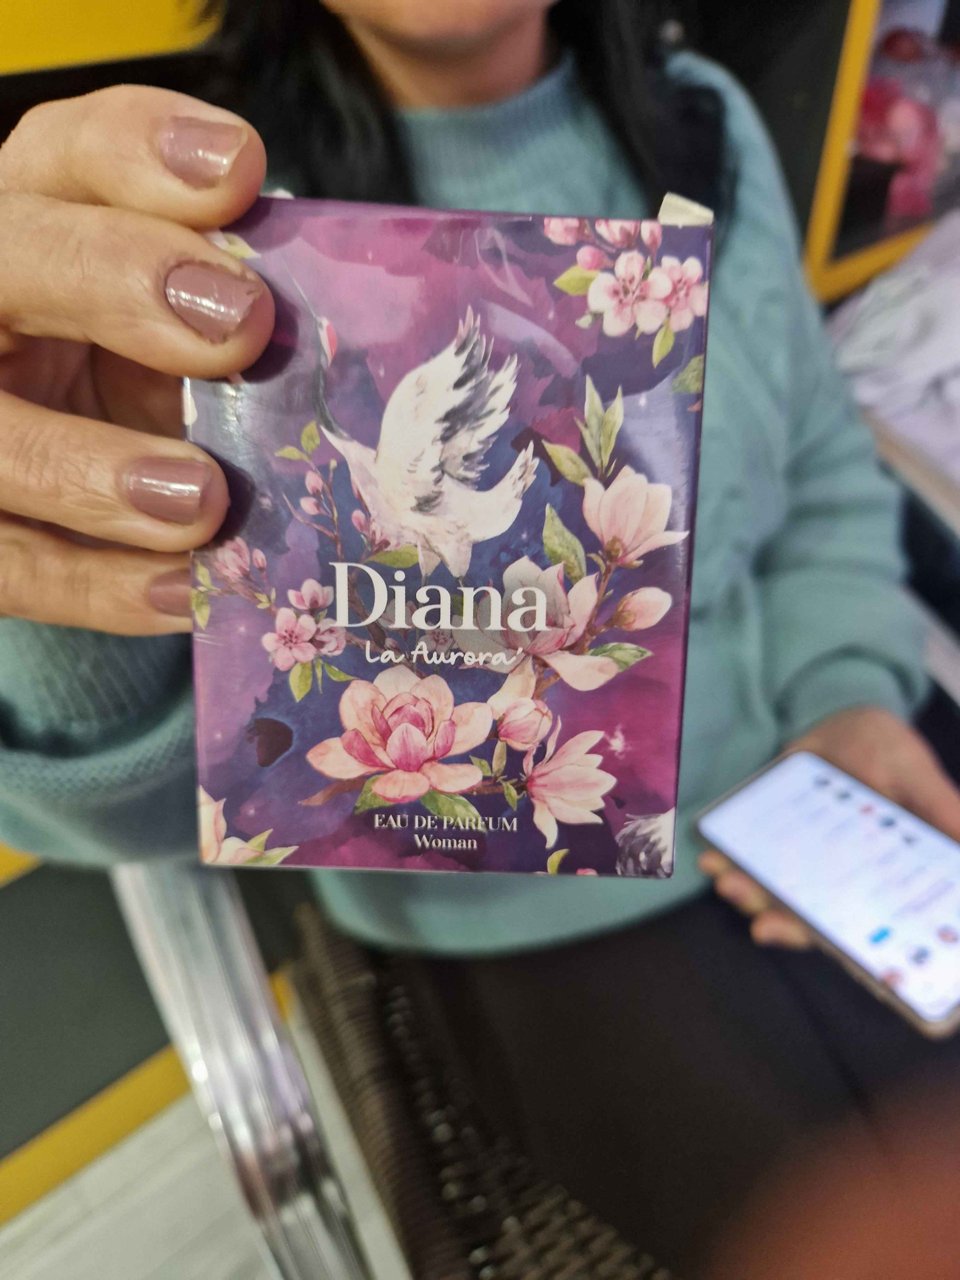 Diana
La Aurora
EAU DE PARFUM
Woman